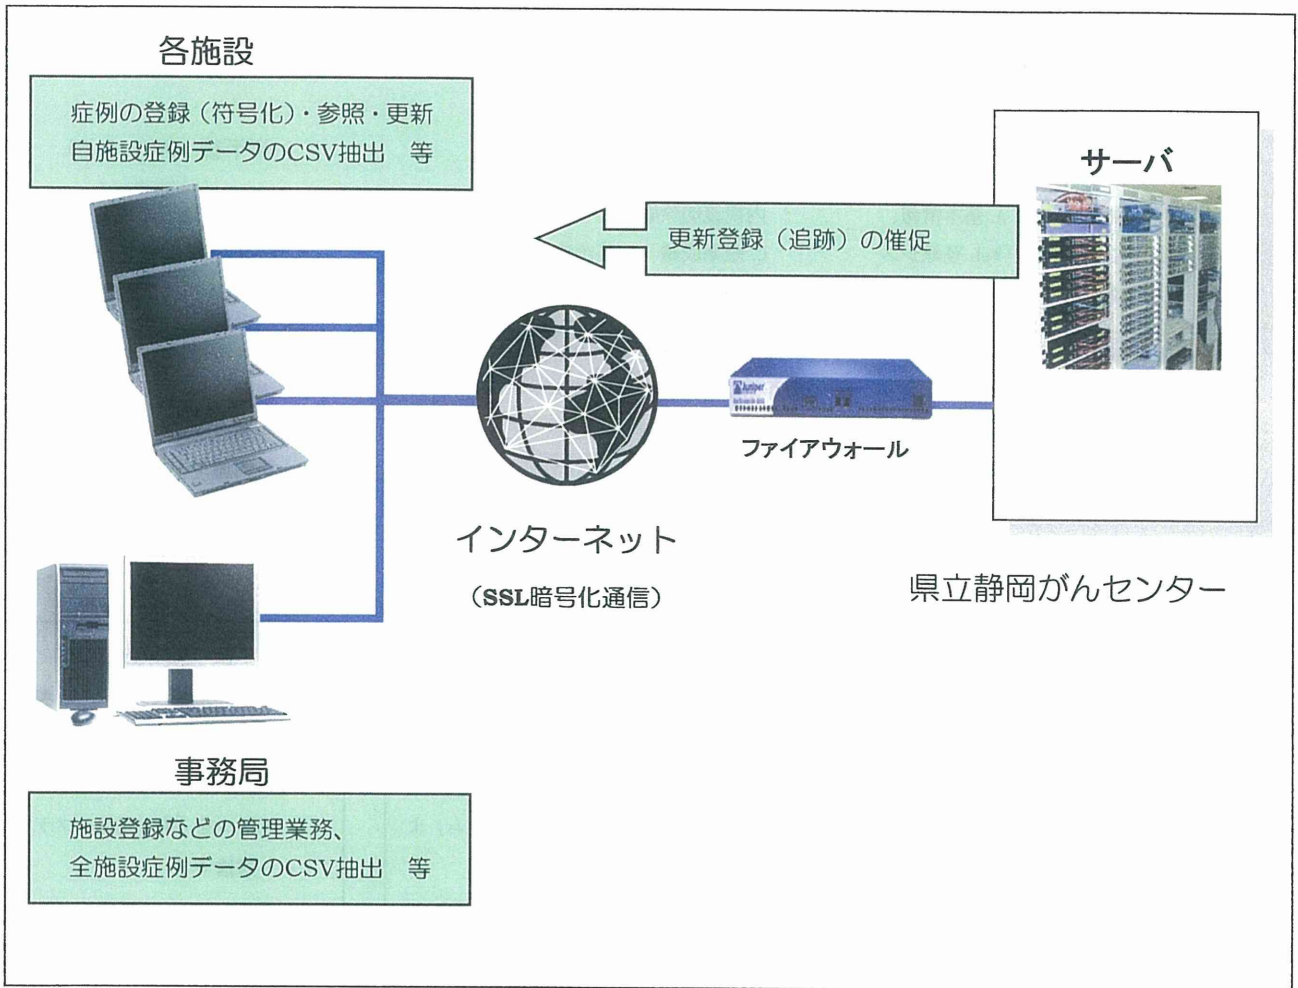 各施設
症例の登録（符号化）・参照・更新
自施設症例データのCSV抽出　等
サーバ
更新登録（追跡）の催促
Juniper
ファイアウォール
インターネット
（SSL暗号化通信）
県立静岡がんセンター
事務局
施設登録などの管理業務、
全施設症例データのCSV抽出　等